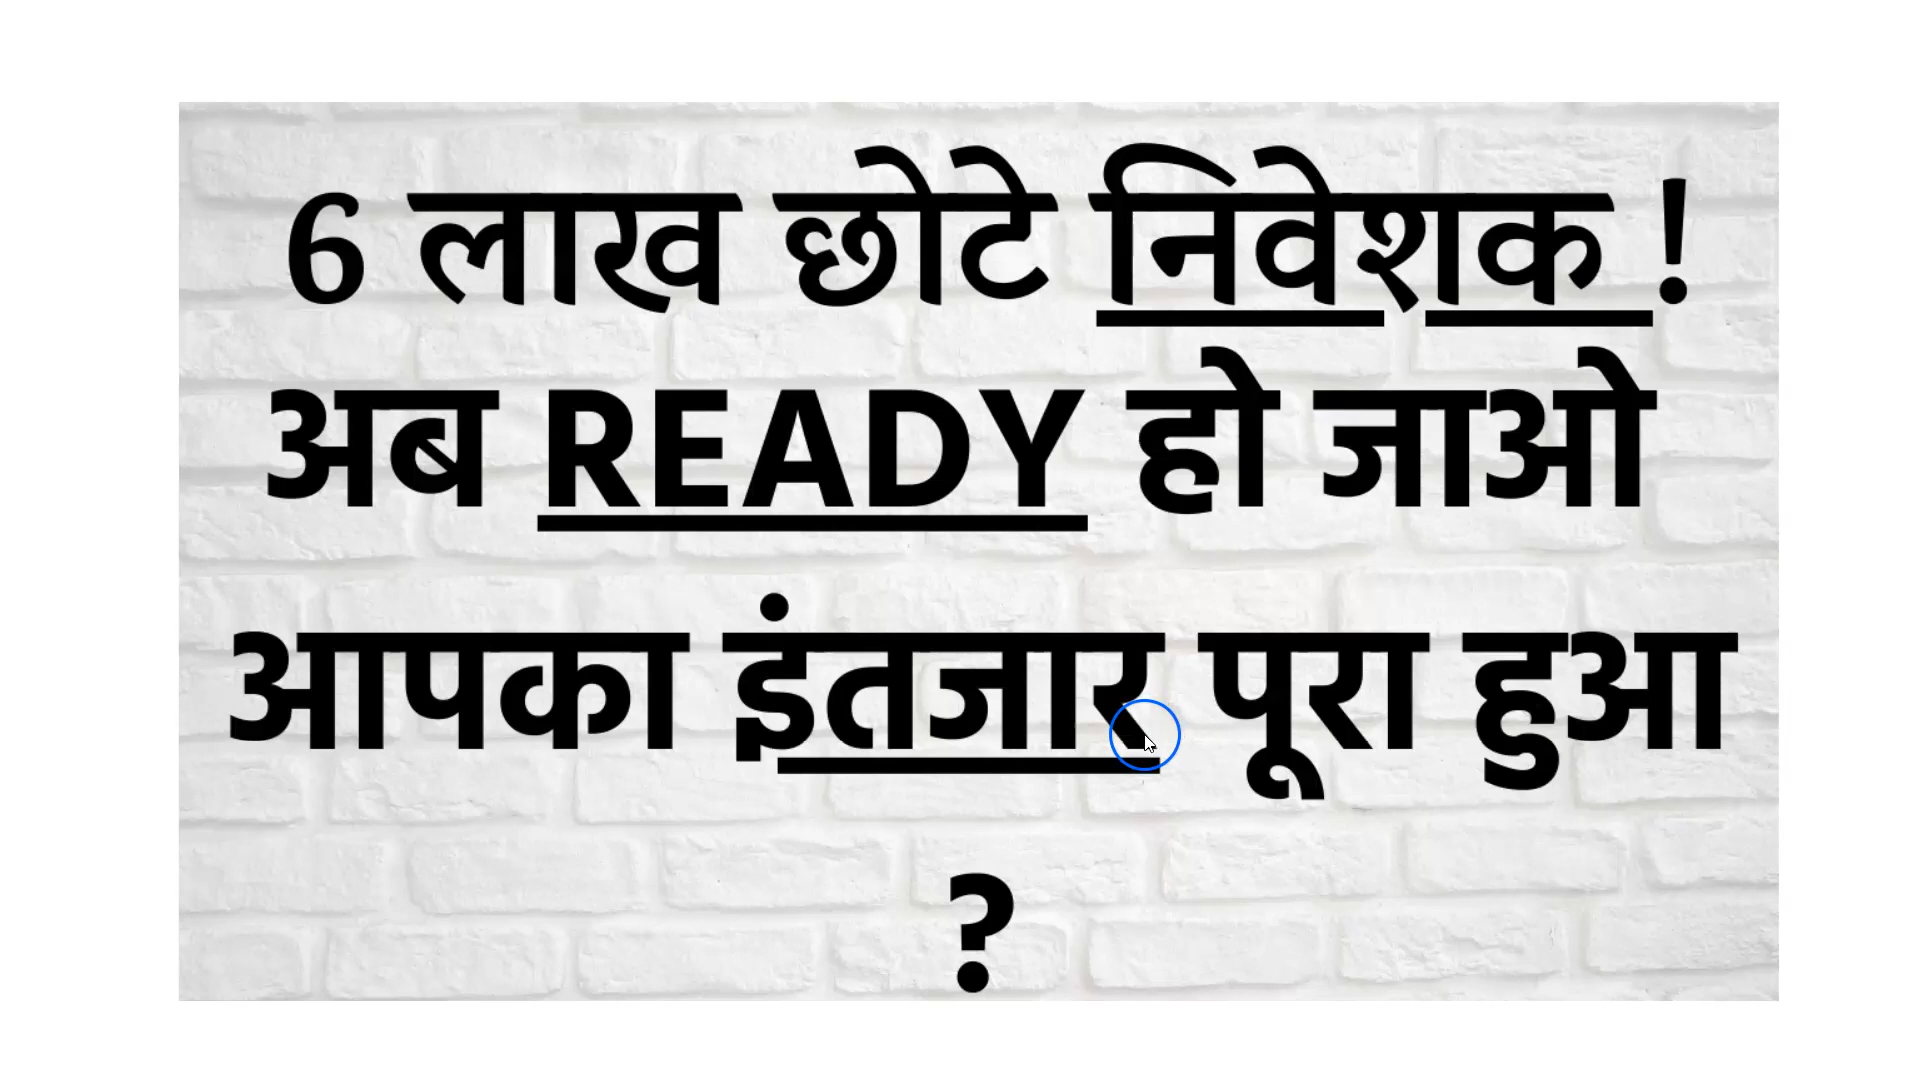 6 लाख छोटे निवेशक !
अब READY हो जाओ
आपका इंतजार पूरा हुआ
?